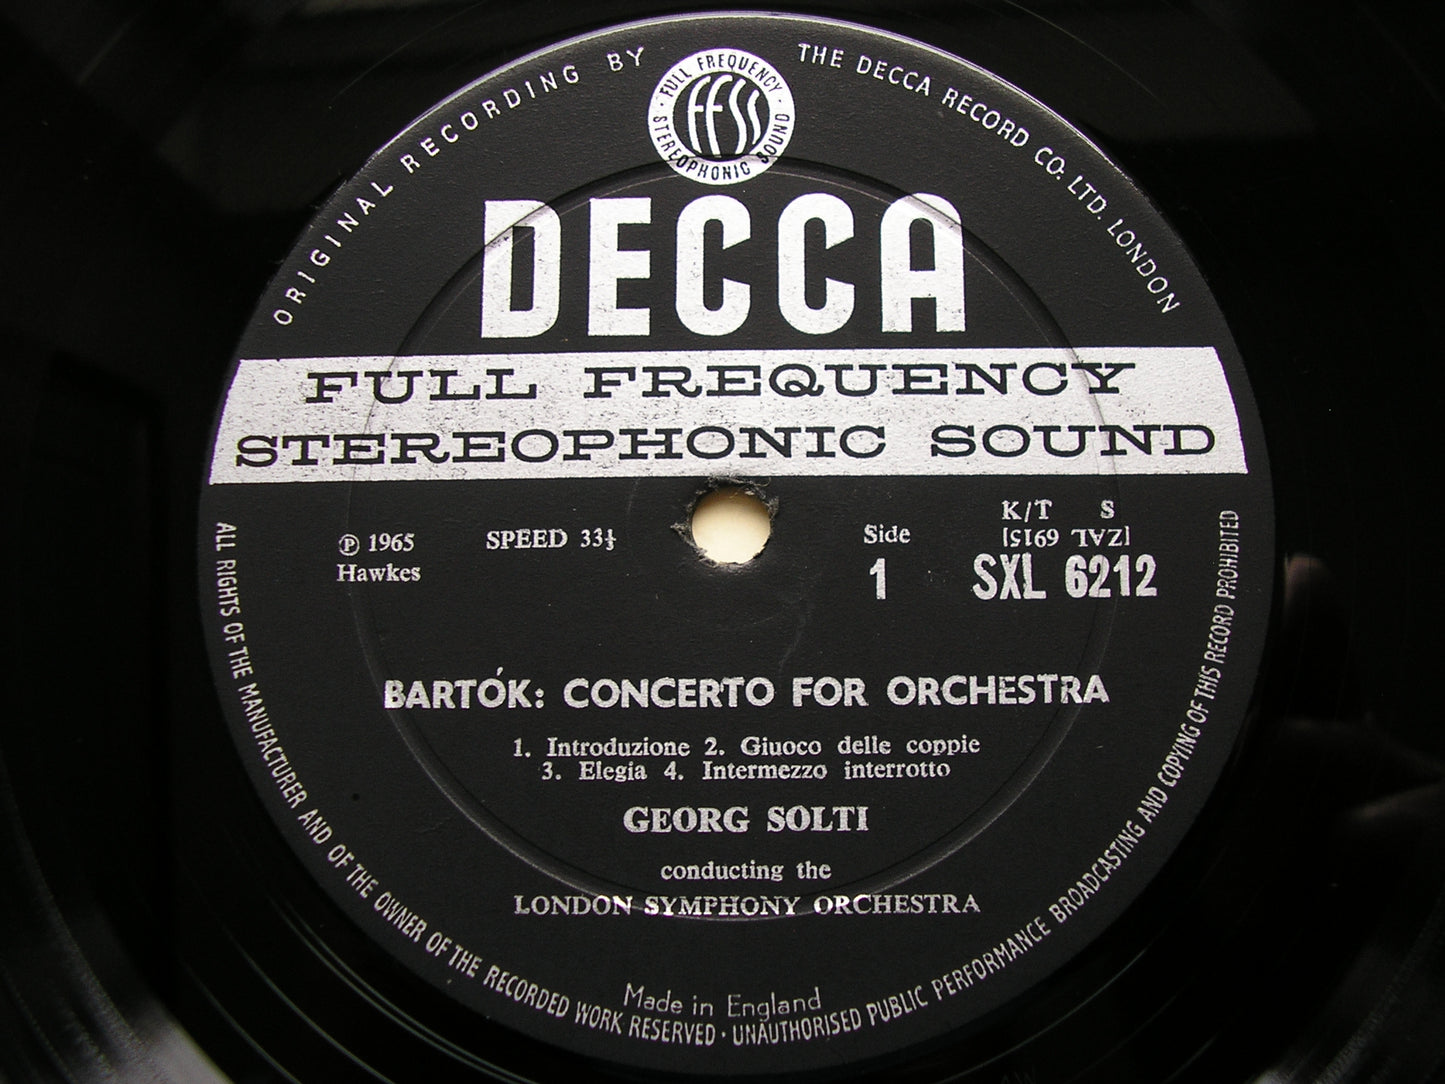 ORIGINAL RECORDING BY
FULL FREQUENCY
STEREOPHONIC SOUND
FFSS
THE DECCA RECORD CO. LTD. LONDON
DECCA
FULL FREQUENCY
STEREOPHONIC SOUND
℗ 1965
Hawkes
SPEED 33⅓
Side
1
K/T S
[ZAL 6915]
SXL 6212
BARTÓK: CONCERTO FOR ORCHESTRA
1. Introduzione 2. Giuoco delle coppie
3. Elegia 4. Intermezzo interrotto
GEORG SOLTI
conducting the
LONDON SYMPHONY ORCHESTRA
Made in England
ALL RIGHTS OF THE MANUFACTURER AND OF THE OWNER OF THE RECORDED WORK RESERVED · UNAUTHORISED PUBLIC PERFORMANCE BROADCASTING AND COPYING OF THIS RECORD PROHIBITED